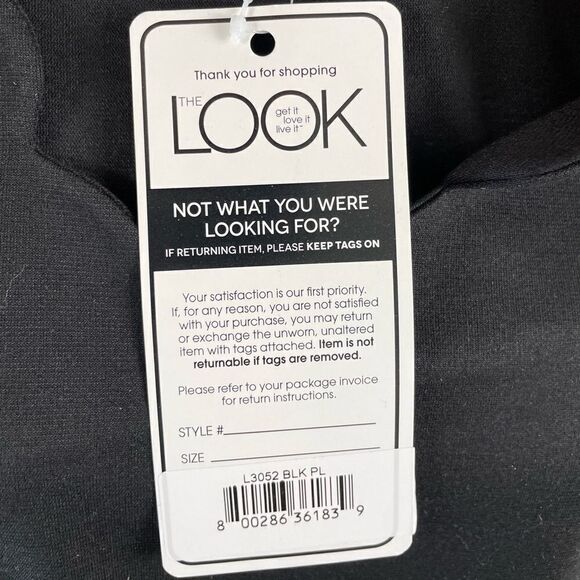 Thank you for shopping
THE
LOOK
get it
love it
live it™
NOT WHAT YOU WERE
LOOKING FOR?
IF RETURNING ITEM, PLEASE KEEP TAGS ON
Your satisfaction is our first priority.
If, for any reason, you are not satisfied
with your purchase, you may return
or exchange the unworn, unaltered
item with tags attached. Item is not
returnable if tags are removed.
Please refer to your package invoice
for return instructions.
STYLE #
SIZE
L3052 BLK PL
8 00286 36183 9